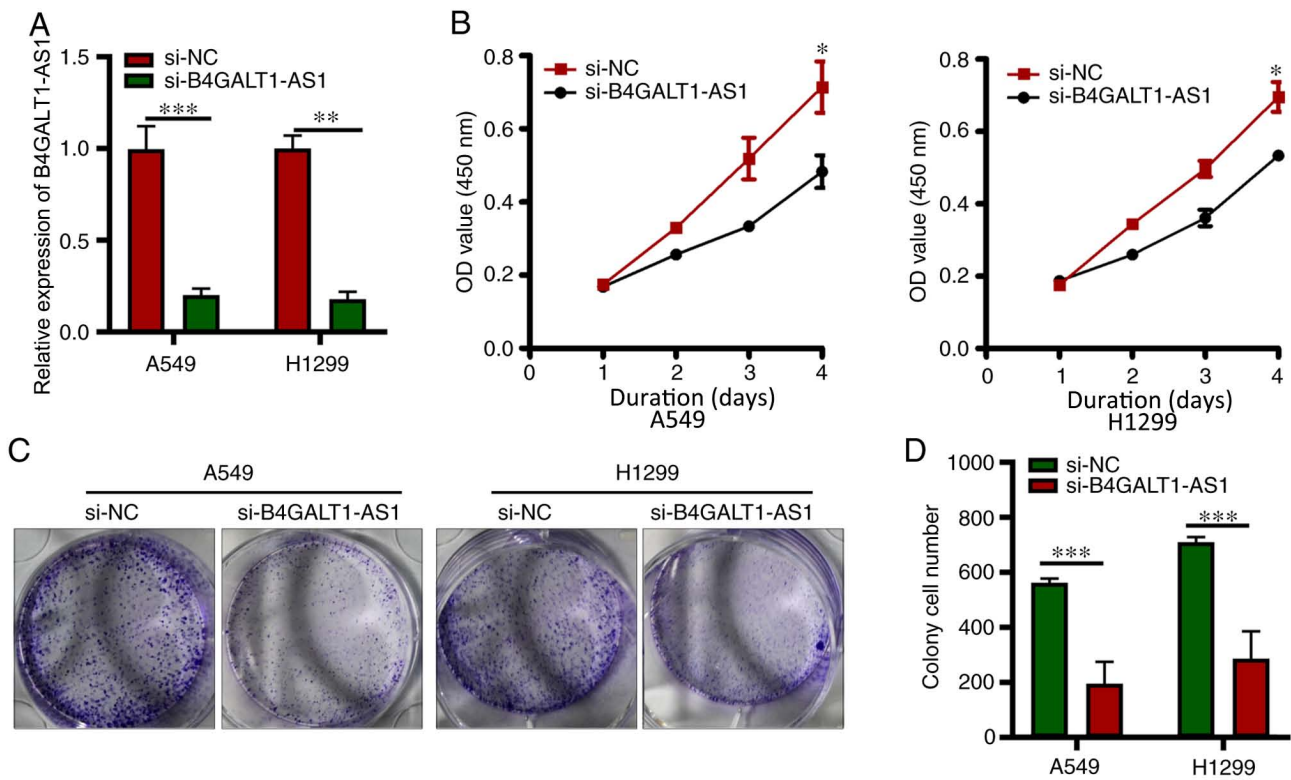 A
Relative expression of B4GALT1-AS1
1.5
1.0
0.5
0.0
si-NC
si-B4GALT1-AS1
***
**
A549
H1299
B
OD value (450 nm)
0.8
0.6
0.4
0.2
0.0
si-NC
si-B4GALT1-AS1
*
0 1 2 3 4
Duration (days)
A549
OD value (450 nm)
0.8
0.6
0.4
0.2
0.0
si-NC
si-B4GALT1-AS1
*
0 1 2 3 4
Duration (days)
H1299
C
A549
H1299
si-NC
si-B4GALT1-AS1
si-NC
si-B4GALT1-AS1
D
Colony cell number
1000
800
600
400
200
0
si-NC
si-B4GALT1-AS1
***
***
A549
H1299